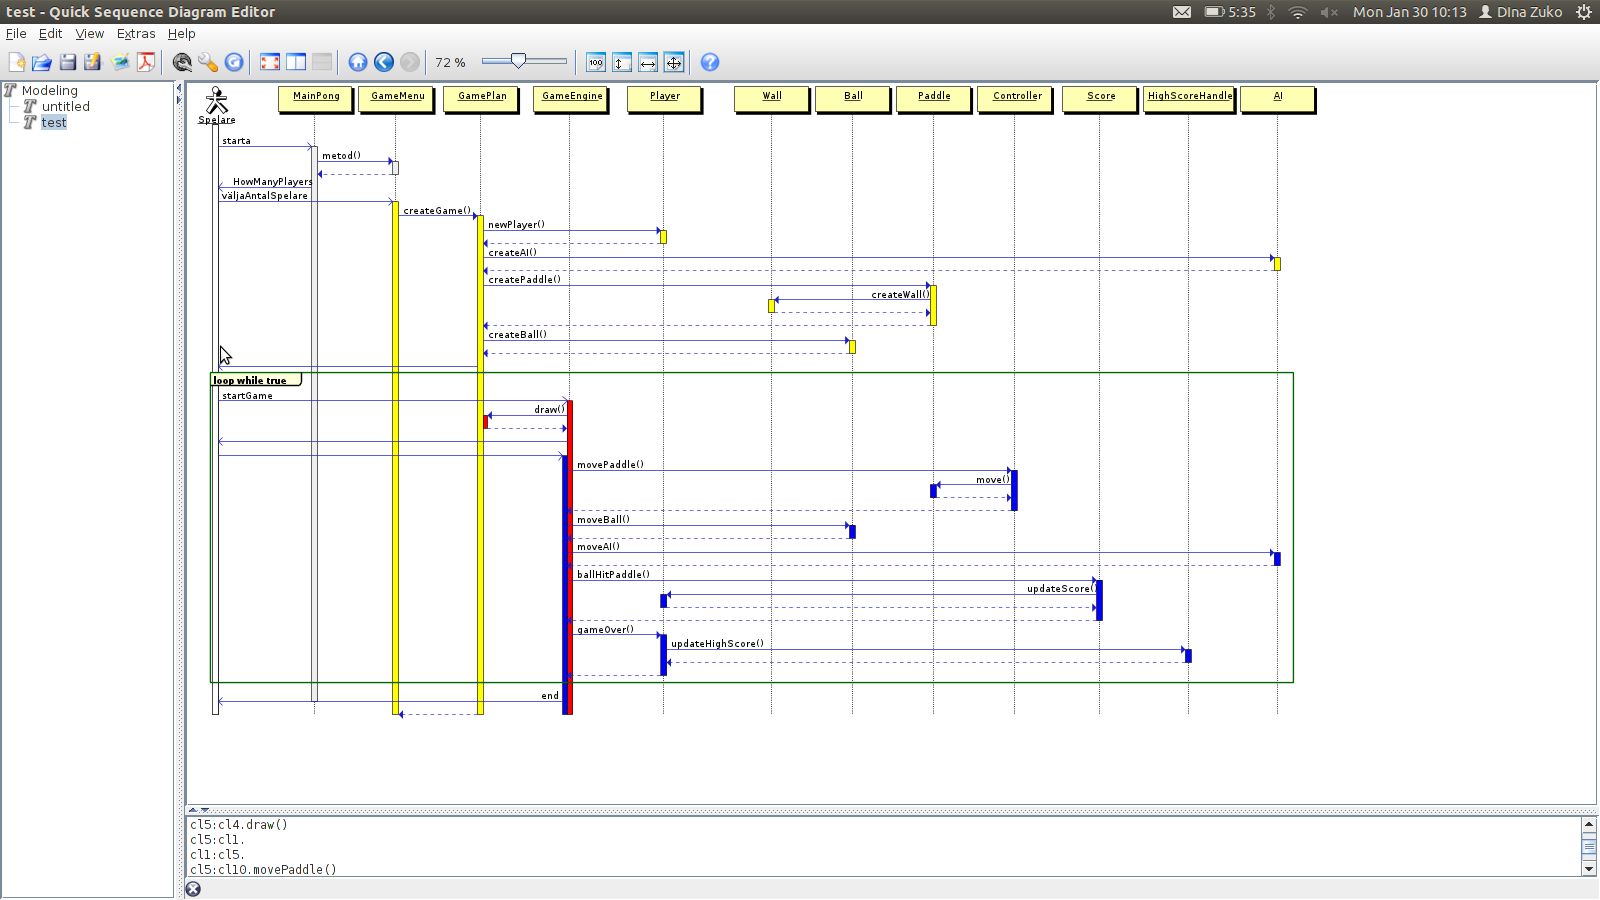 test - Quick Sequence Diagram Editor
5:35
Mon Jan 30 10:13
DIna Zuko
File Edit View Extras Help
72 %
100
Modeling
untitled
test
Spelare
MainPong
GameMenu
GamePlan
GameEngine
Player
Wall
Ball
Paddle
Controller
Score
HighScoreHandle
AI
starta
metod()
HowManyPlayers
väljaAntalSpelare
createGame()
newPlayer()
createAI()
createPaddle()
createWall()
createBall()
loop while true
startGame
draw()
movePaddle()
move()
moveBall()
moveAI()
ballHitPaddle()
updateScore()
gameOver()
updateHighScore()
end
cl5:cl4.draw()
cl5:cl1.
cl1:cl5.
cl5:cl10.movePaddle()